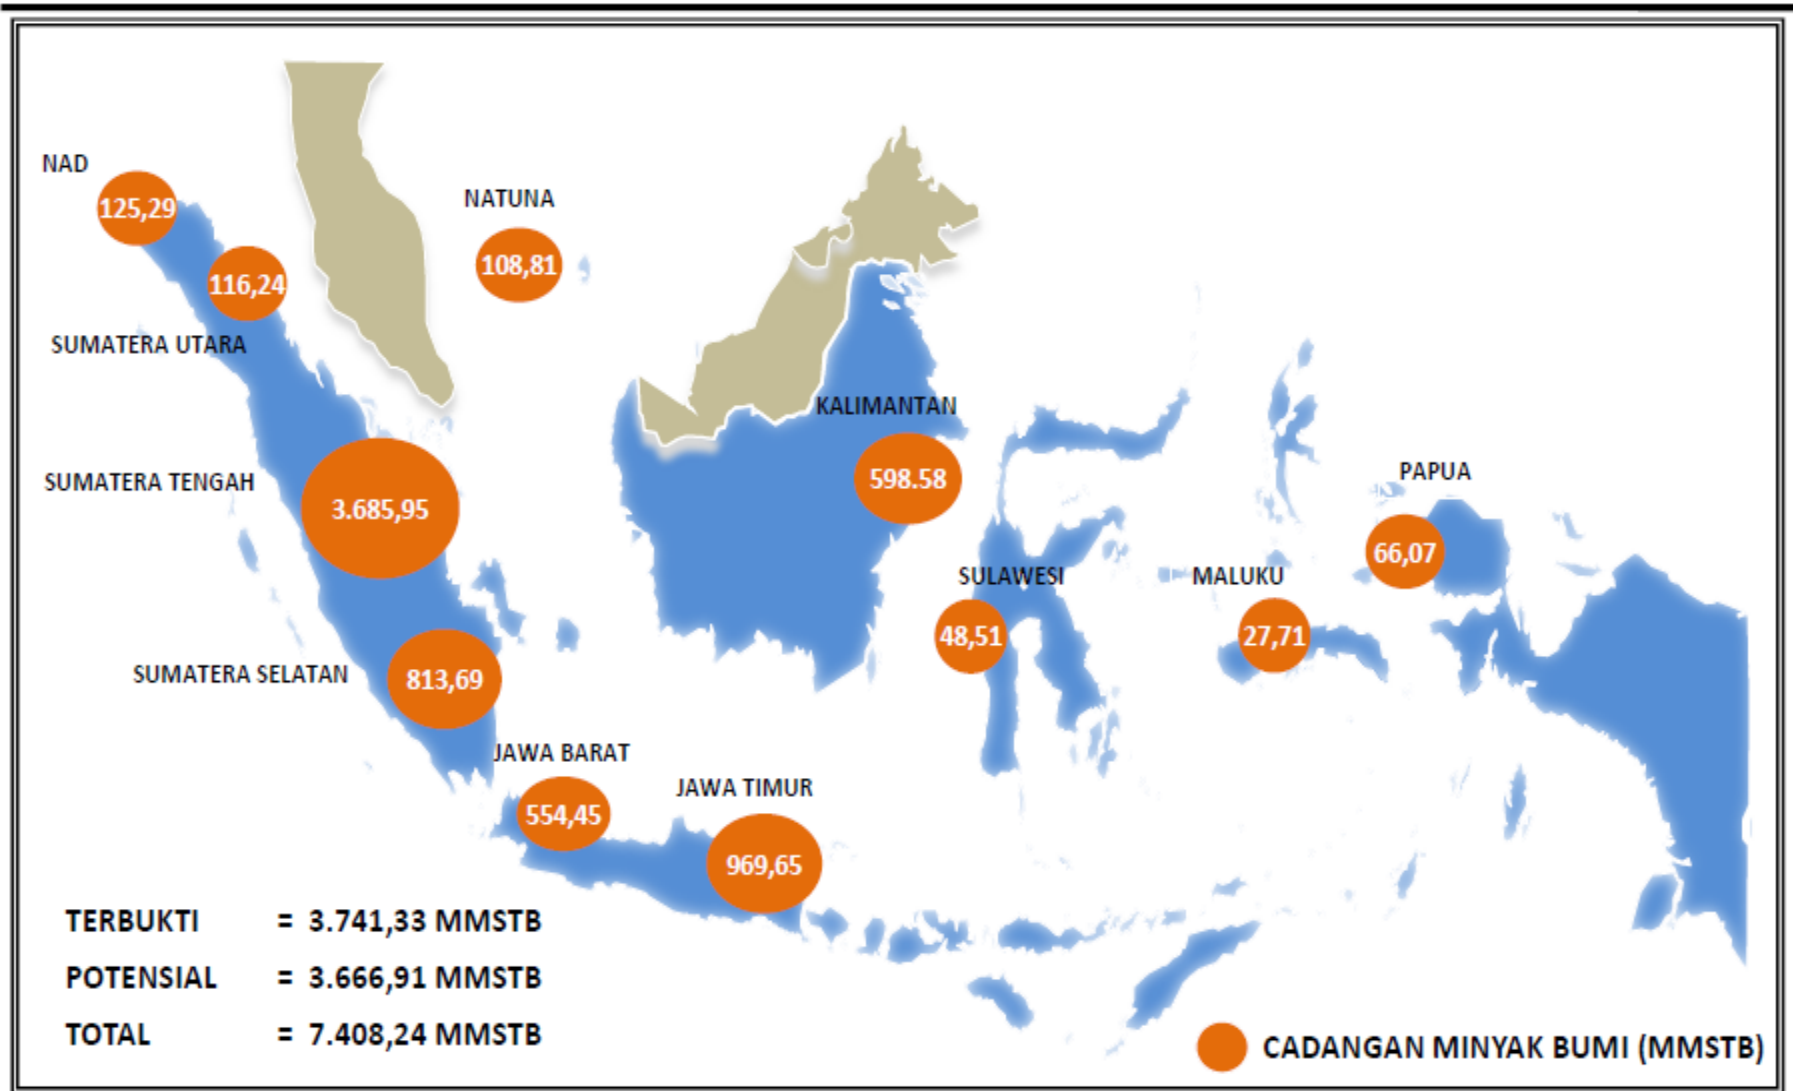 NAD
125,29
NATUNA
108,81
116,24
SUMATERA UTARA
KALIMANTAN
598.58
SUMATERA TENGAH
3.685,95
PAPUA
66,07
SULAWESI
48,51
MALUKU
27,71
SUMATERA SELATAN
813,69
JAWA BARAT
554,45
JAWA TIMUR
969,65
TERBUKTI = 3.741,33 MMSTB
POTENSIAL = 3.666,91 MMSTB
TOTAL = 7.408,24 MMSTB
CADANGAN MINYAK BUMI (MMSTB)